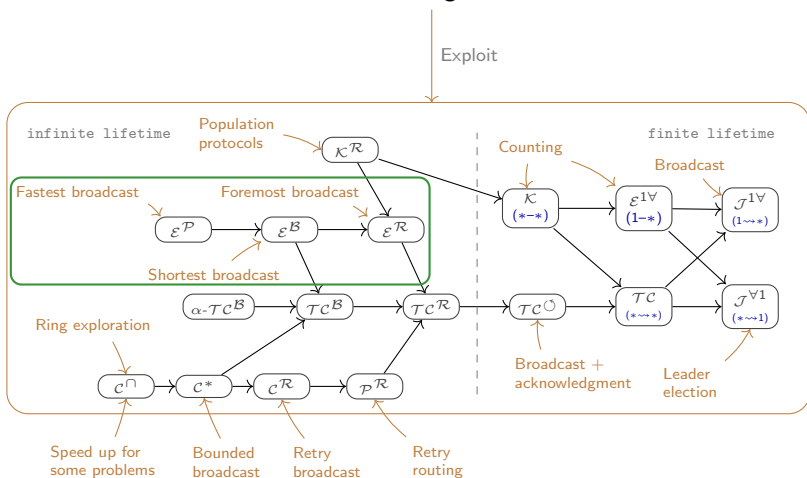 Exploit
infinite lifetime
finite lifetime
Population
protocols
Counting
Broadcast
𝒦^ℛ
Fastest broadcast
Foremost broadcast
𝒦
(∗−∗)
ℰ^1∀
(1−∗)
𝒥^1∀
(1⇝∗)
ℰ^𝒫
ℰ^ℬ
ℰ^ℛ
Shortest broadcast
α-𝒯𝒞^ℬ
𝒯𝒞^ℬ
𝒯𝒞^ℛ
𝒯𝒞^↺
𝒯𝒞
(∗⇝∗)
𝒥^∀1
(∗⇝1)
Ring exploration
Broadcast +
acknowledgment
Leader
election
𝒞^∩
𝒞^∗
𝒞^ℛ
𝒫^ℛ
Speed up for
some problems
Bounded
broadcast
Retry
broadcast
Retry
routing